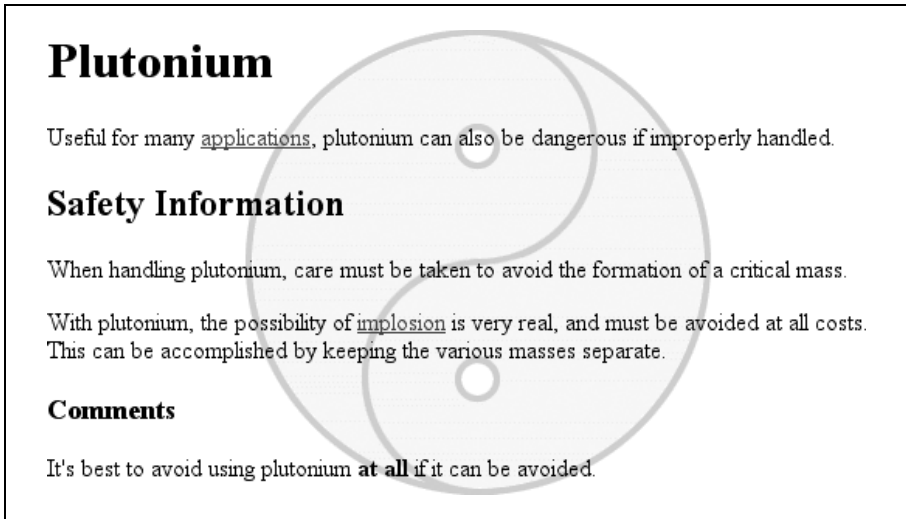 Plutonium
Useful for many applications, plutonium can also be dangerous if improperly handled.
Safety Information
When handling plutonium, care must be taken to avoid the formation of a critical mass.
With plutonium, the possibility of implosion is very real, and must be avoided at all costs.
This can be accomplished by keeping the various masses separate.
Comments
It's best to avoid using plutonium at all if it can be avoided.